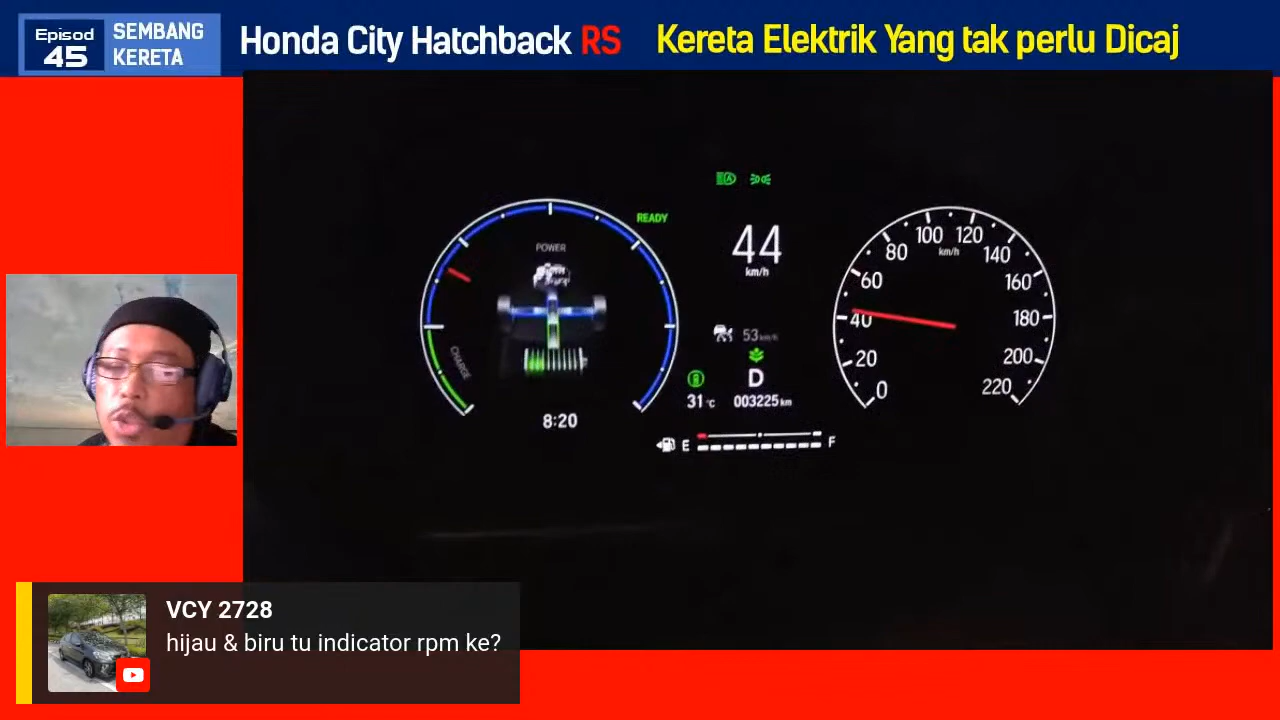 Episod
45
SEMBANG
KERETA
Honda City Hatchback RS
Kereta Elektrik Yang tak perlu Dicaj
READY
POWER
CHARGE
8:20
44
km/h
53 km/h
D
31 °C
003225 km
E
F
0
20
40
60
80
100
120
140
160
180
200
220
km/h
VCY 2728
hijau & biru tu indicator rpm ke?